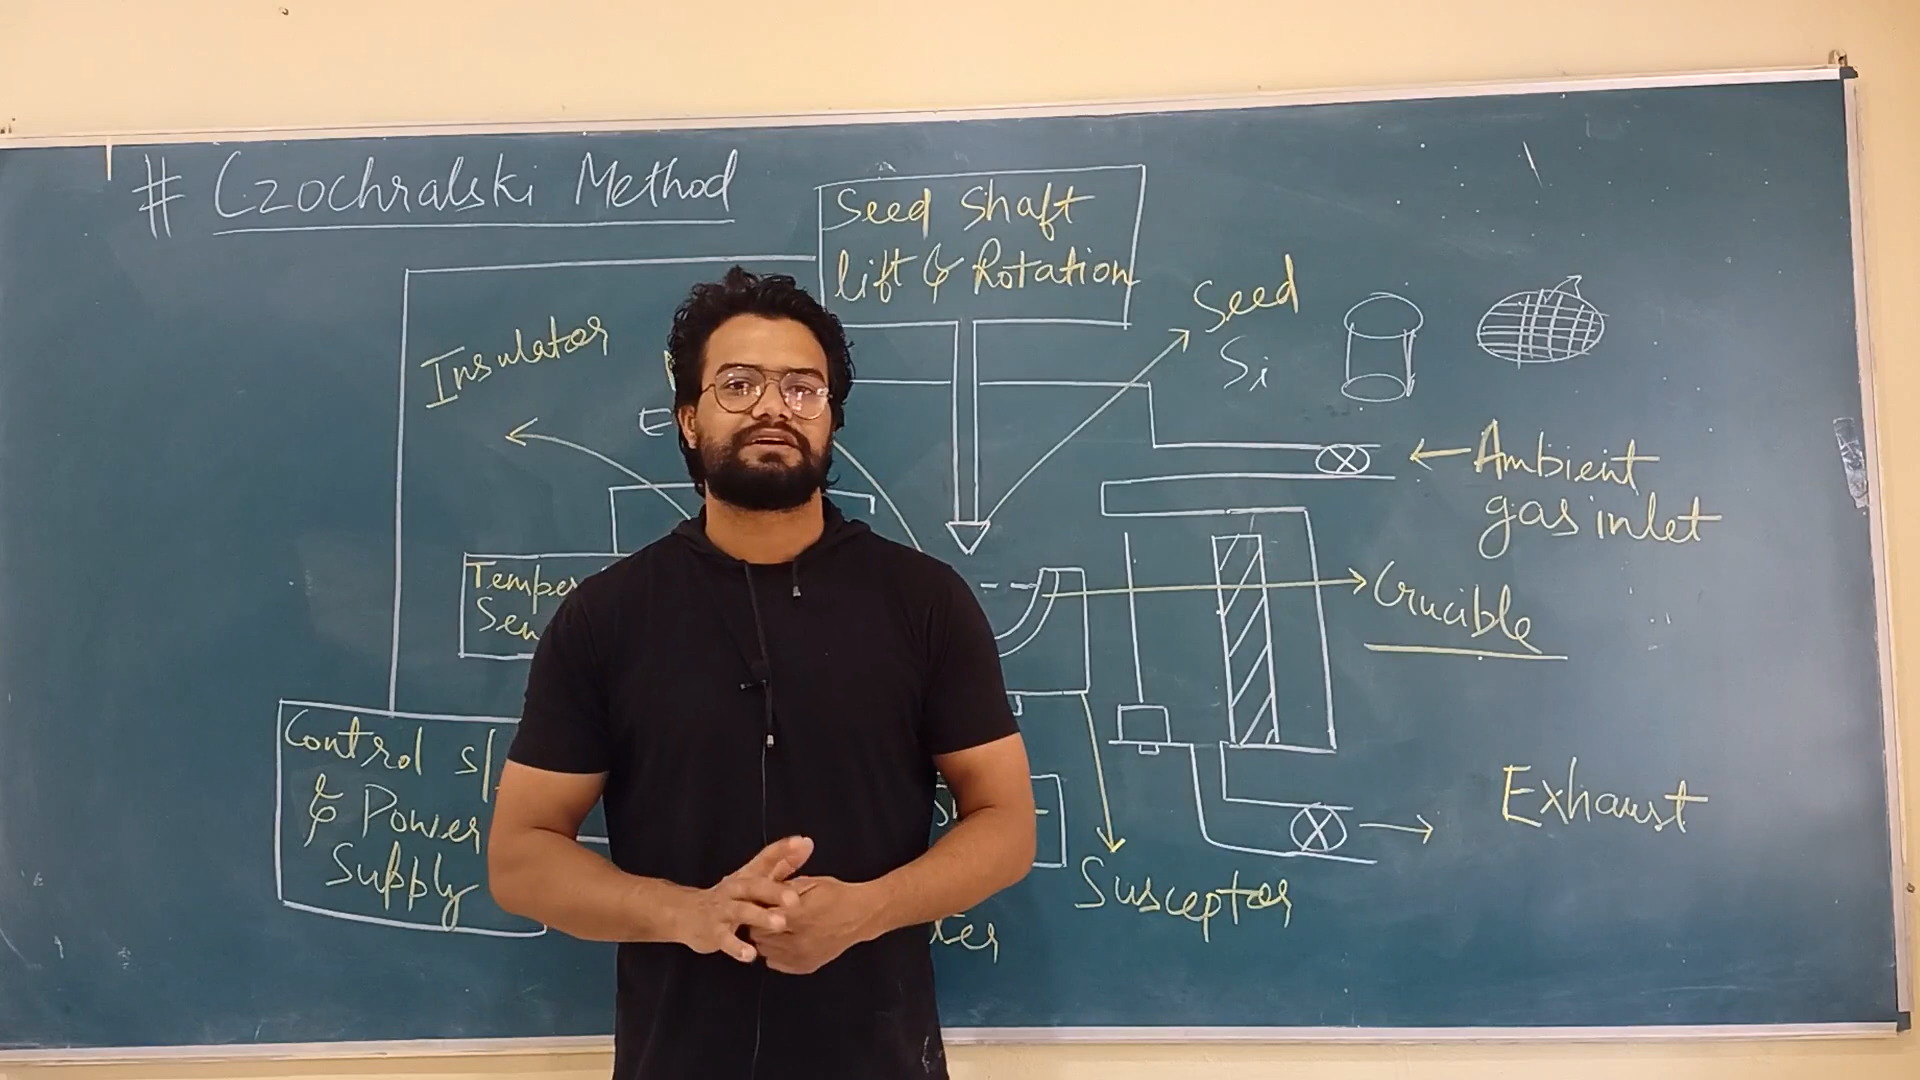 # Czochralski Method
Seed Shaft
lift & Rotation
Seed
Si
Insulator
Ambient
gas inlet
Crucible
Control s/
& Power
Supply
Exhaust
Susceptor